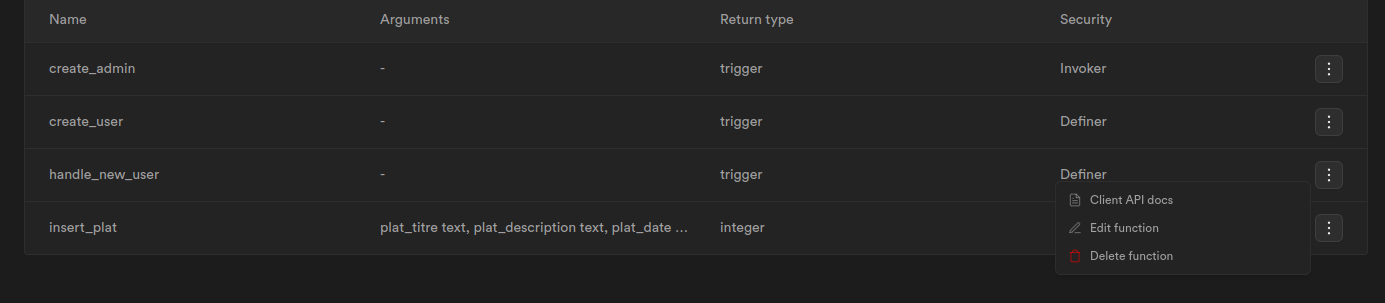 Name Arguments Return type Security
create_admin - trigger Invoker
create_user - trigger Definer
handle_new_user - trigger Definer
Client API docs
insert_plat plat_titre text, plat_description text, plat_date ... integer Edit function
Delete function